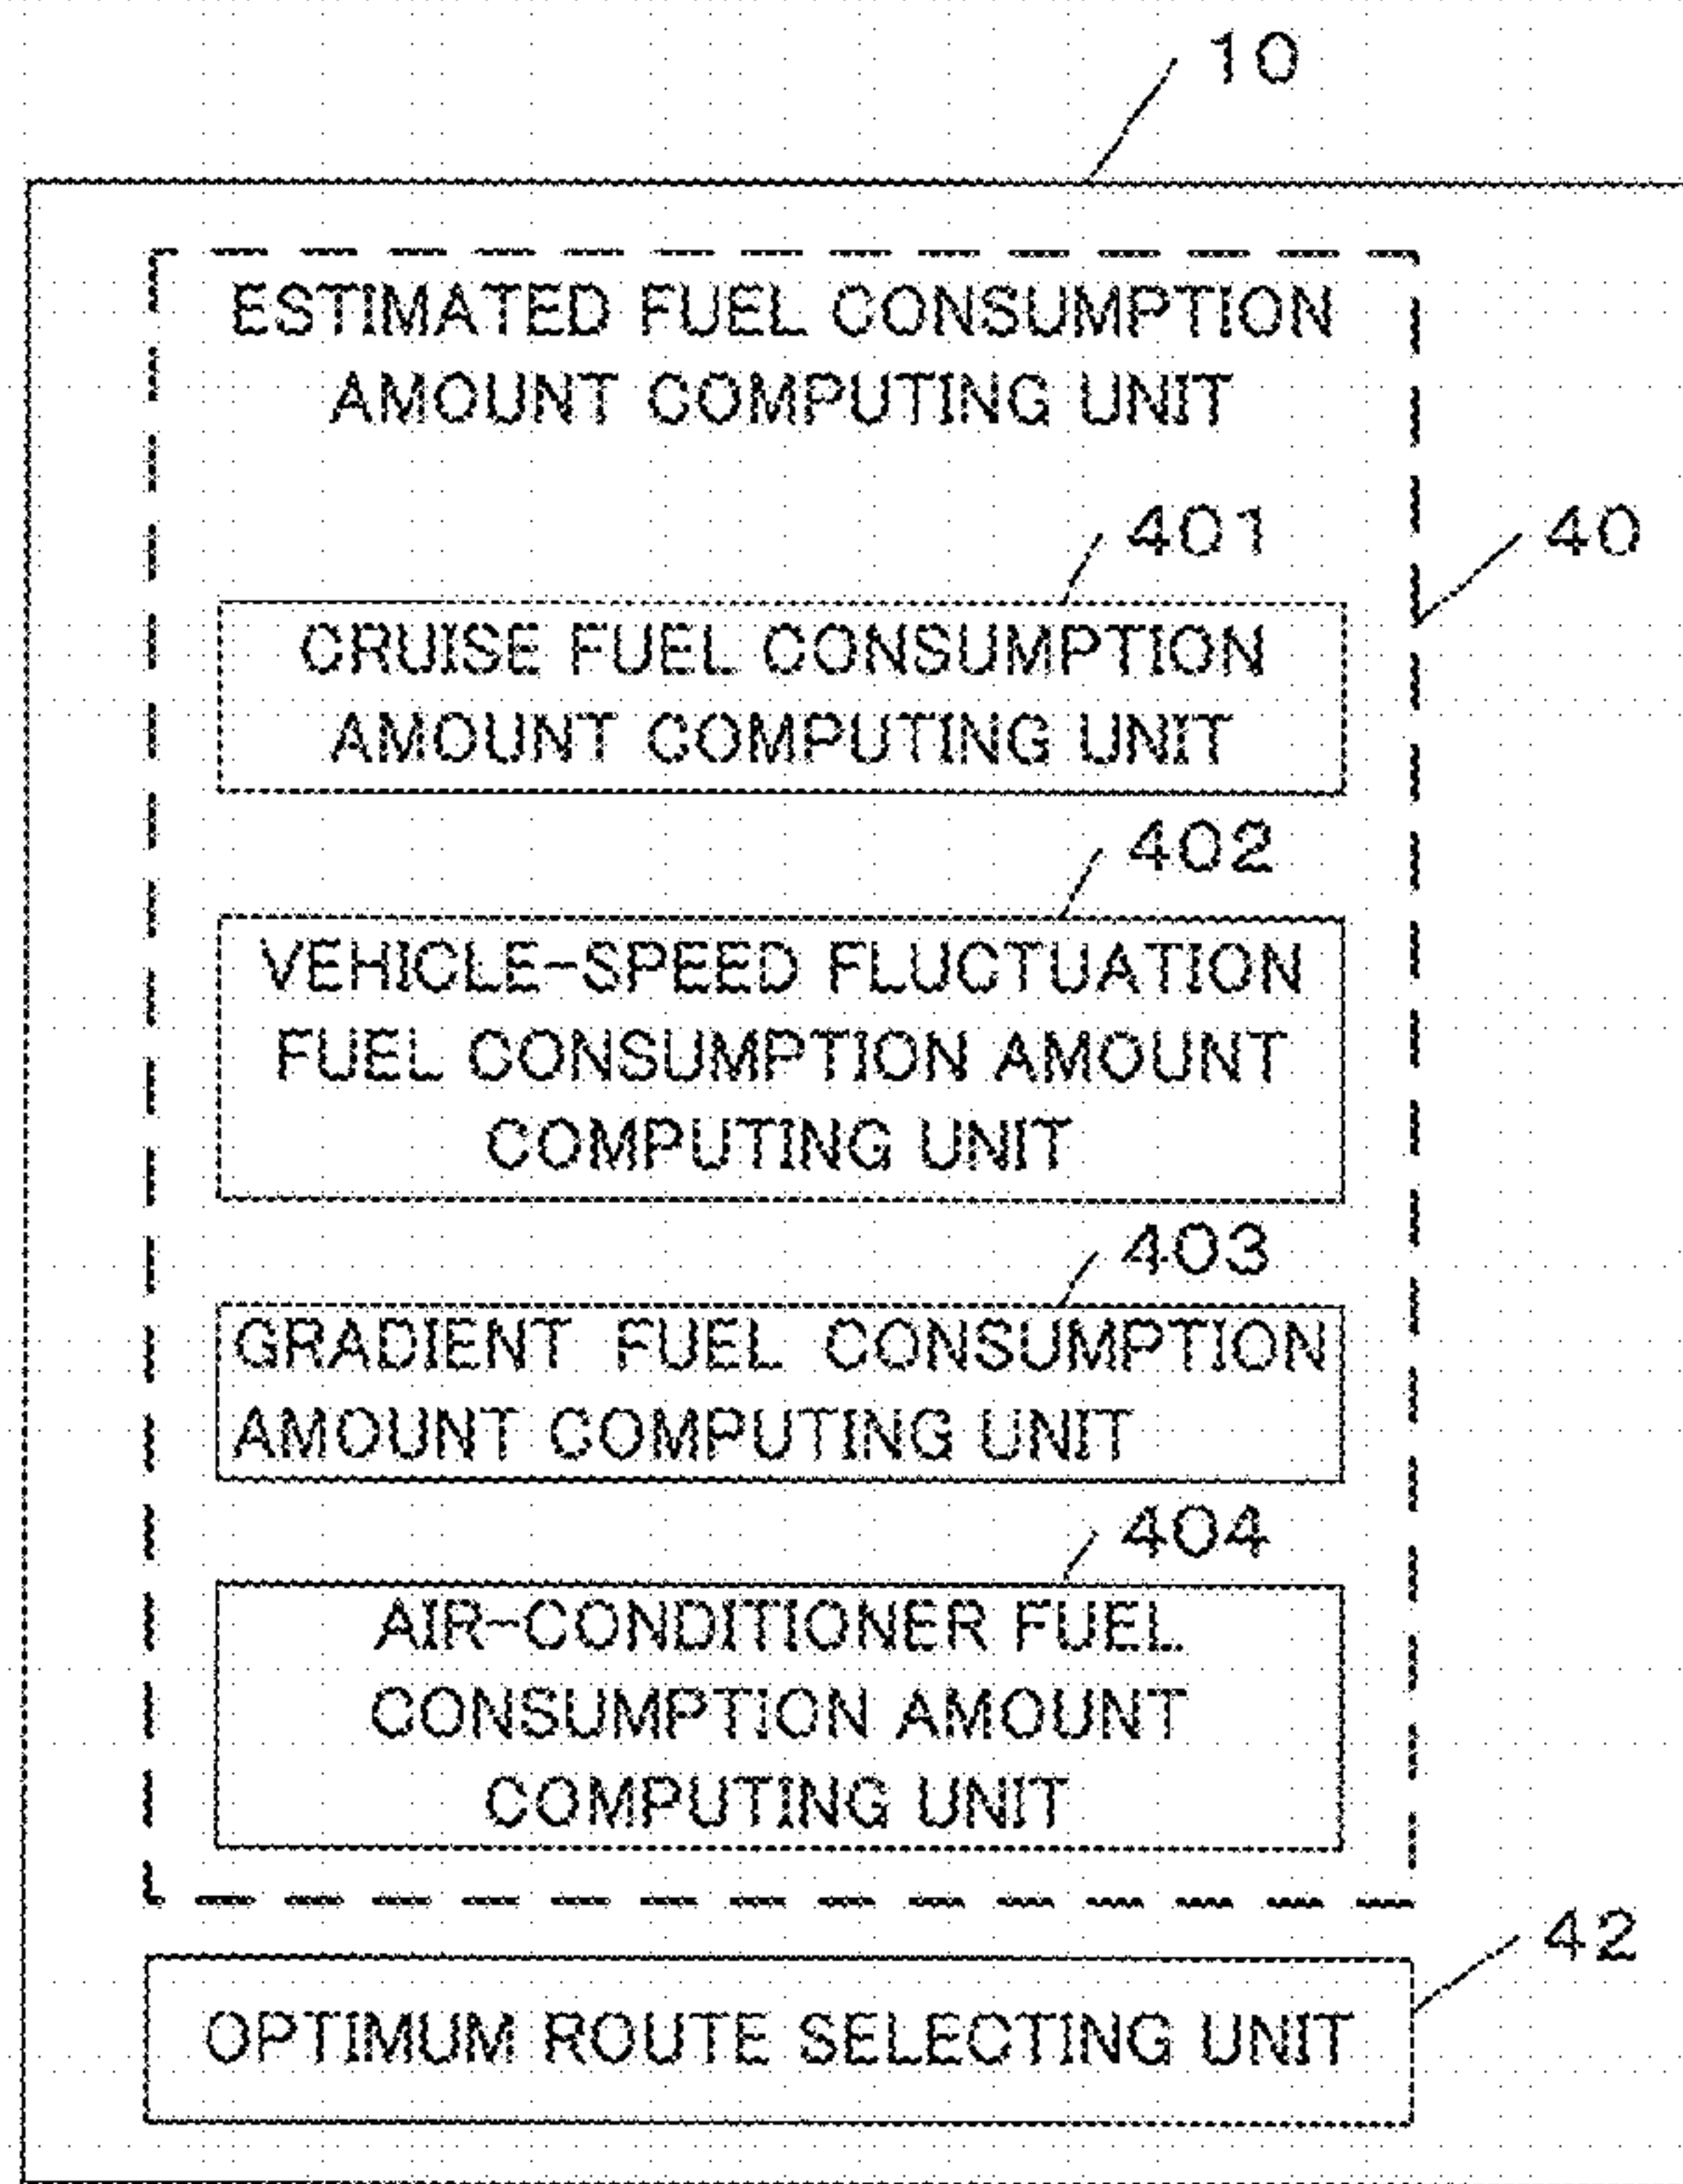 10
ESTIMATED FUEL CONSUMPTION
AMOUNT COMPUTING UNIT
401
40
CRUISE FUEL CONSUMPTION
AMOUNT COMPUTING UNIT
402
VEHICLE-SPEED FLUCTUATION
FUEL CONSUMPTION AMOUNT
COMPUTING UNIT
403
GRADIENT FUEL CONSUMPTION
AMOUNT COMPUTING UNIT
404
AIR-CONDITIONER FUEL
CONSUMPTION AMOUNT
COMPUTING UNIT
42
OPTIMUM ROUTE SELECTING UNIT